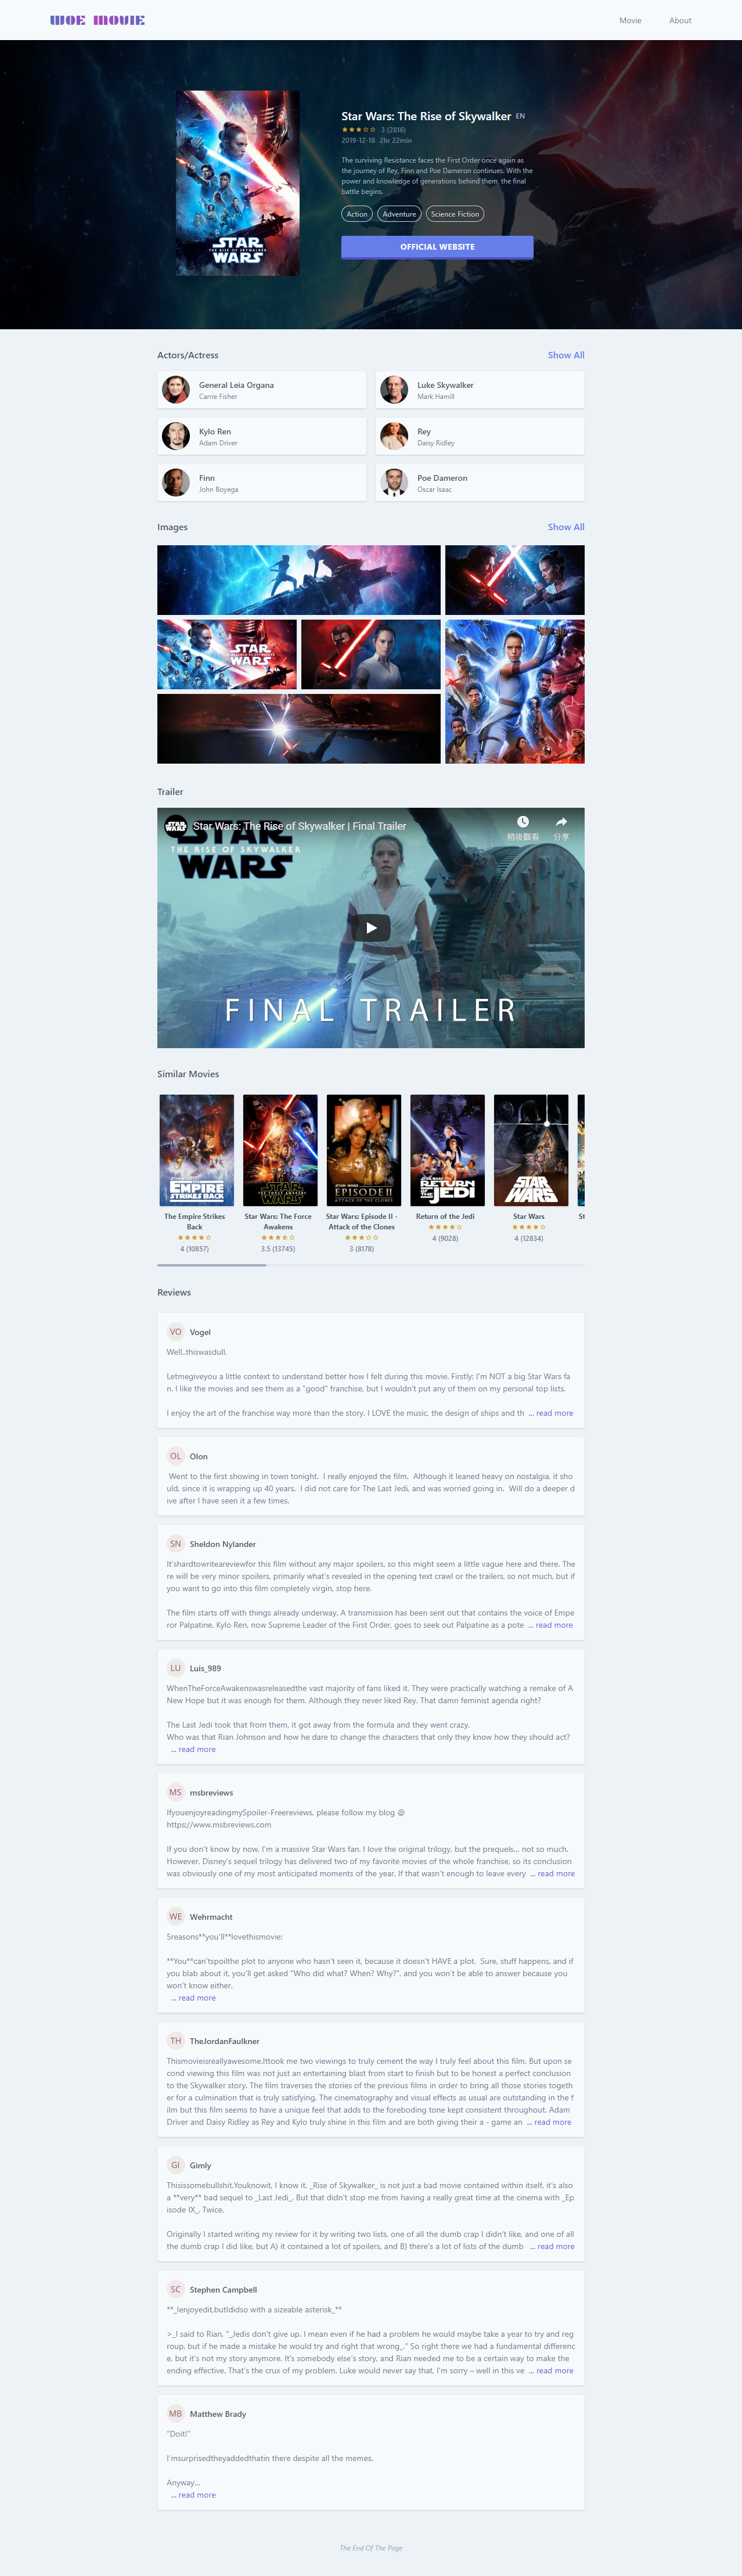 WOE MOVIE
Movie
About
Star Wars: The Rise of Skywalker EN
3 (2816)
2019-12-18 2hr 22min
The surviving Resistance faces the First Order once again as
the journey of Rey, Finn and Poe Dameron continues. With the
power and knowledge of generations behind them, the final
battle begins.
Action
Adventure
Science Fiction
OFFICIAL WEBSITE
STAR
THE RISE OF SKYWALKER
WARS
Actors/Actress
Show All
General Leia Organa
Carrie Fisher
Luke Skywalker
Mark Hamill
Kylo Ren
Adam Driver
Rey
Daisy Ridley
Finn
John Boyega
Poe Dameron
Oscar Isaac
Images
Show All
STAR
WARS
Trailer
STAR WARS
Star Wars: The Rise of Skywalker | Final Trailer
稍後觀看
分享
STAR
THE RISE OF SKYWALKER
WARS
FINAL TRAILER
Similar Movies
EMPIRE
STRIKES BACK
STAR
THE FORCE AWAKENS
WARS
STAR WARS
EPISODE II
ATTACK OF THE CLONES
STAR WARS
RETURN
OF THE
JEDI
STAR
WARS
The Empire Strikes
Back
4 (10857)
Star Wars: The Force
Awakens
3.5 (13745)
Star Wars: Episode II -
Attack of the Clones
3 (8178)
Return of the Jedi
4 (9028)
Star Wars
4 (12834)
St
Reviews
VO
Vogel
Well..thiswasdull.
Letmegiveyou a little context to understand better how I felt during this movie. Firstly: I'm NOT a big Star Wars fa
n. I like the movies and see them as a "good" franchise, but I wouldn't put any of them on my personal top lists.
I enjoy the art of the franchise way more than the story. I LOVE the music, the design of ships and th ... read more
OL
Olon
Went to the first showing in town tonight. I really enjoyed the film. Although it leaned heavy on nostalgia, it sho
uld, since it is wrapping up 40 years. I did not care for The Last Jedi, and was worried going in. Will do a deeper d
ive after I have seen it a few times.
SN
Sheldon Nylander
It'shardtowriteareviewfor this film without any major spoilers, so this might seem a little vague here and there. The
re will be very minor spoilers, primarily what's revealed in the opening text crawl or the trailers, so not much, but if
you want to go into this film completely virgin, stop here.
The film starts off with things already underway. A transmission has been sent out that contains the voice of Empe
ror Palpatine. Kylo Ren, now Supreme Leader of the First Order, goes to seek out Palpatine as a pote ... read more
LU
Luis_989
WhenTheForceAwakenswasreleasedthe vast majority of fans liked it. They were practically watching a remake of A
New Hope but it was enough for them. Although they never liked Rey. That damn feminist agenda right?
The Last Jedi took that from them, it got away from the formula and they went crazy.
Who was that Rian Johnson and how he dare to change the characters that only they know how they should act?
... read more
MS
msbreviews
IfyouenjoyreadingmySpoiler-Freereviews, please follow my blog @
https://www.msbreviews.com
If you don't know by now, I'm a massive Star Wars fan. I love the original trilogy, but the prequels... not so much.
However, Disney's sequel trilogy has delivered two of my favorite movies of the whole franchise, so its conclusion
was obviously one of my most anticipated moments of the year. If that wasn't enough to leave every ... read more
WE
Wehrmacht
5reasons**you'll**lovethismovie:
**You**can'tspoilthe plot to anyone who hasn't seen it, because it doesn't HAVE a plot. Sure, stuff happens, and if
you blab about it, you'll get asked "Who did what? When? Why?", and you won't be able to answer because you
won't know either.
... read more
TH
TheJordanFaulkner
Thismovieisreallyawesome.Ittook me two viewings to truly cement the way I truly feel about this film. But upon se
cond viewing this film was not just an entertaining blast from start to finish but to be honest a perfect conclusion
to the Skywalker story. The film traverses the stories of the previous films in order to bring all those stories togeth
er for a culmination that is truly satisfying. The cinematography and visual effects as usual are outstanding in the f
ilm but this film seems to have a unique feel that adds to the foreboding tone kept consistent throughout. Adam
Driver and Daisy Ridley as Rey and Kylo truly shine in this film and are both giving their a - game an ... read more
GI
Gimly
Thisissomebullshit.Youknowit, I know it. _Rise of Skywalker_ is not just a bad movie contained within itself, it's also
a **very** bad sequel to _Last Jedi_. But that didn't stop me from having a really great time at the cinema with _Ep
isode IX_. Twice.
Originally I started writing my review for it by writing two lists, one of all the dumb crap I didn't like, and one of all
the dumb crap I did like, but A) it contained a lot of spoilers, and B) there's a lot of lists of the dumb ... read more
SC
Stephen Campbell
**_Ienjoyedit,butIdidso with a sizeable asterisk_**
>_I said to Rian, "_Jedis don't give up. I mean even if he had a problem he would maybe take a year to try and reg
roup, but if he made a mistake he would try and right that wrong_." So right there we had a fundamental differenc
e, but it's not my story anymore. It's somebody else's story, and Rian needed me to be a certain way to make the
ending effective. That's the crux of my problem. Luke would never say that, I'm sorry – well in this ve ... read more
MB
Matthew Brady
"Doit!"
I'msurprisedtheyaddedthatin there despite all the memes.
Anyway...
... read more
The End Of The Page